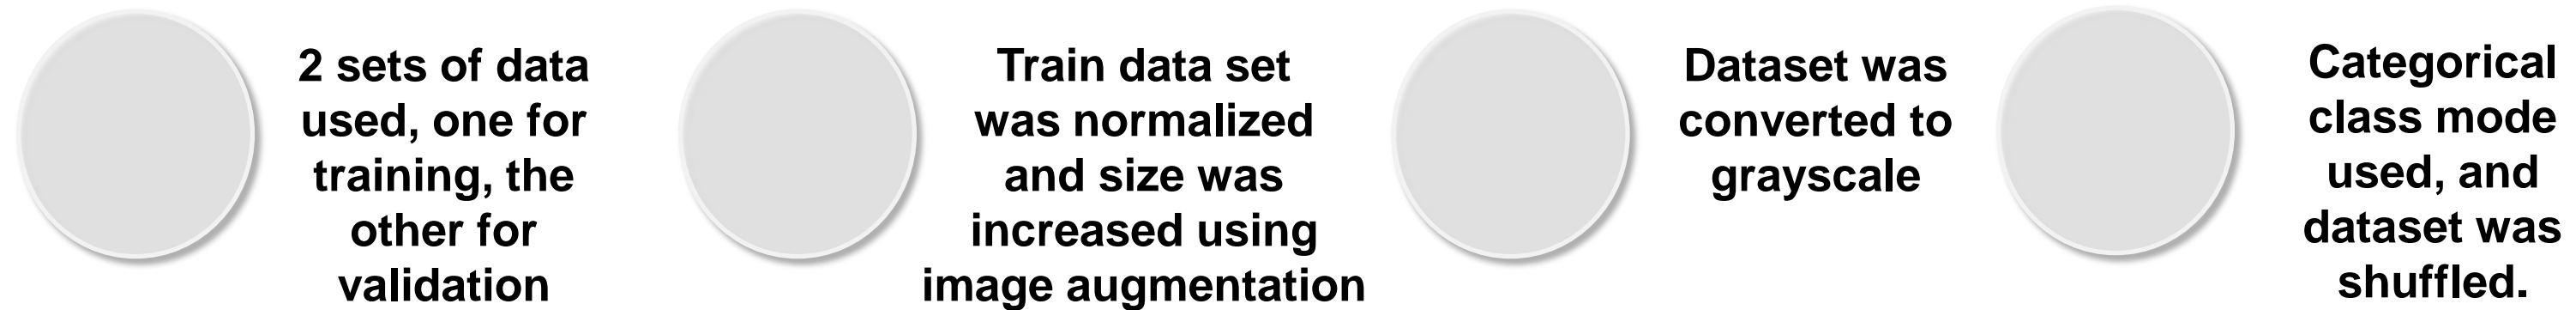 2 sets of data
used, one for
training, the
other for
validation
Train data set
was normalized
and size was
increased using
image augmentation
Dataset was
converted to
grayscale
Categorical
class mode
used, and
dataset was
shuffled.